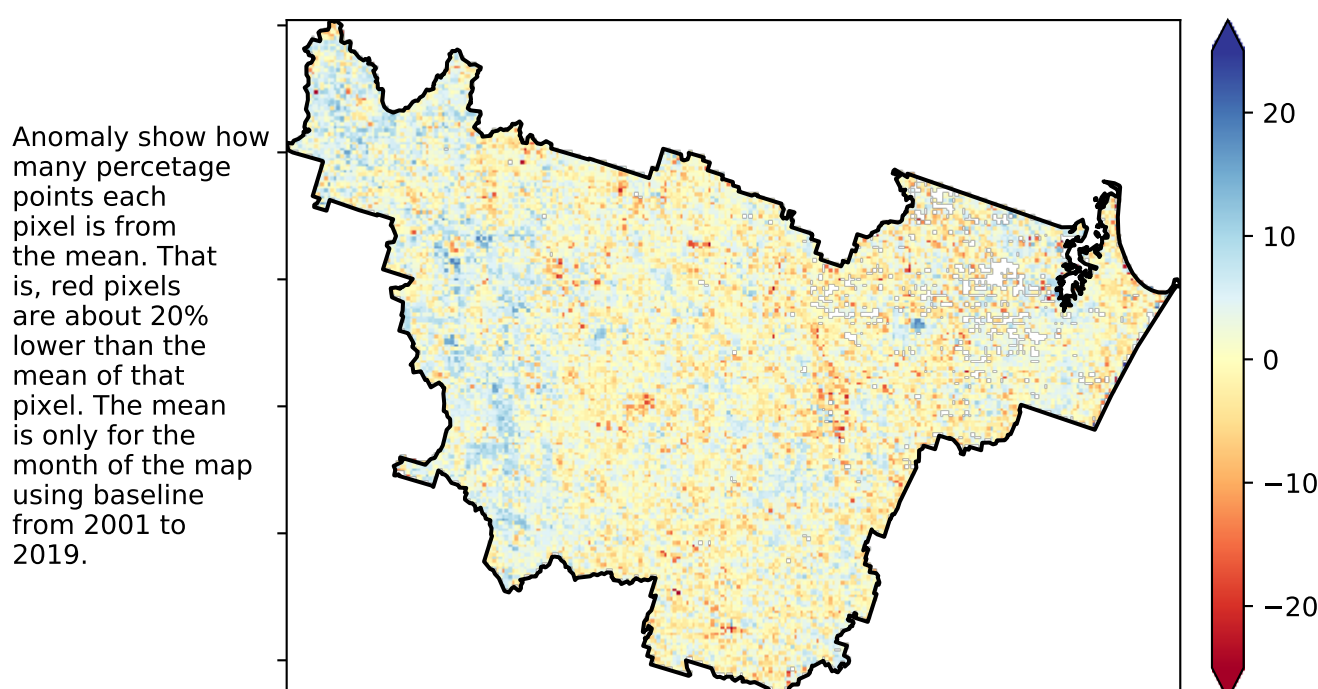 Anomaly show how
many percetage
points each
pixel is from
the mean. That
is, red pixels
are about 20%
lower than the
mean of that
pixel. The mean
is only for the
month of the map
using baseline
from 2001 to
2019.
20
10
0
−10
−20